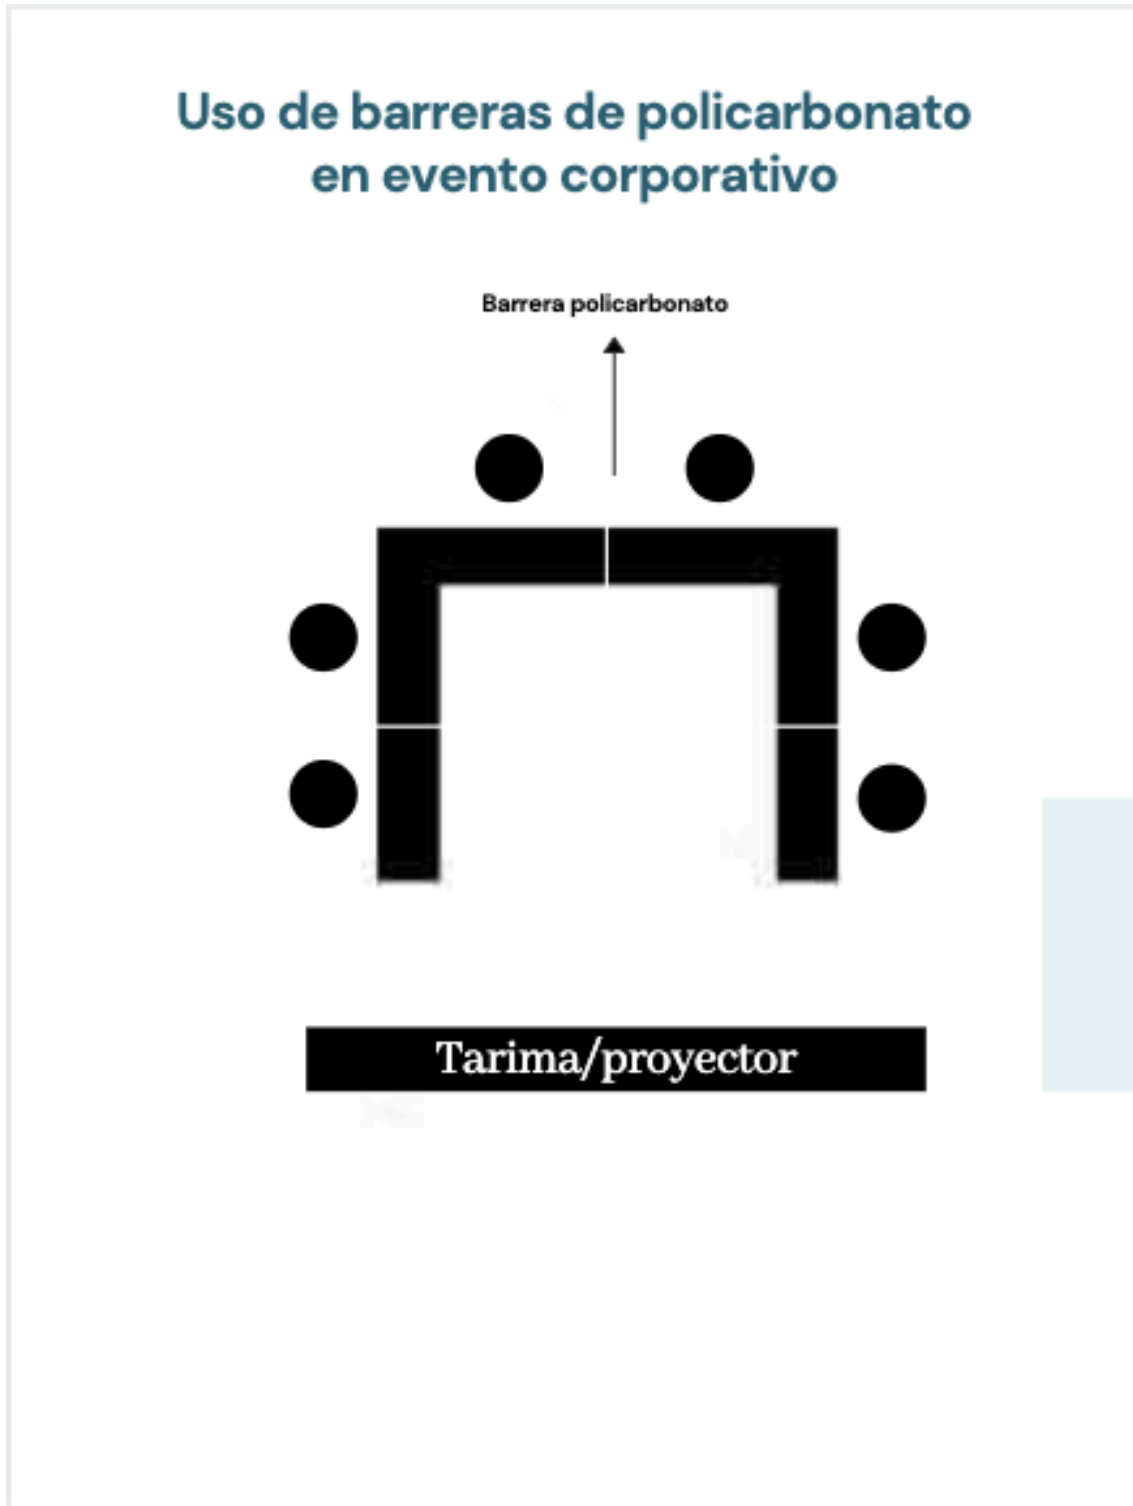 Uso de barreras de policarbonato
en evento corporativo
Barrera policarbonato
Tarima/proyector